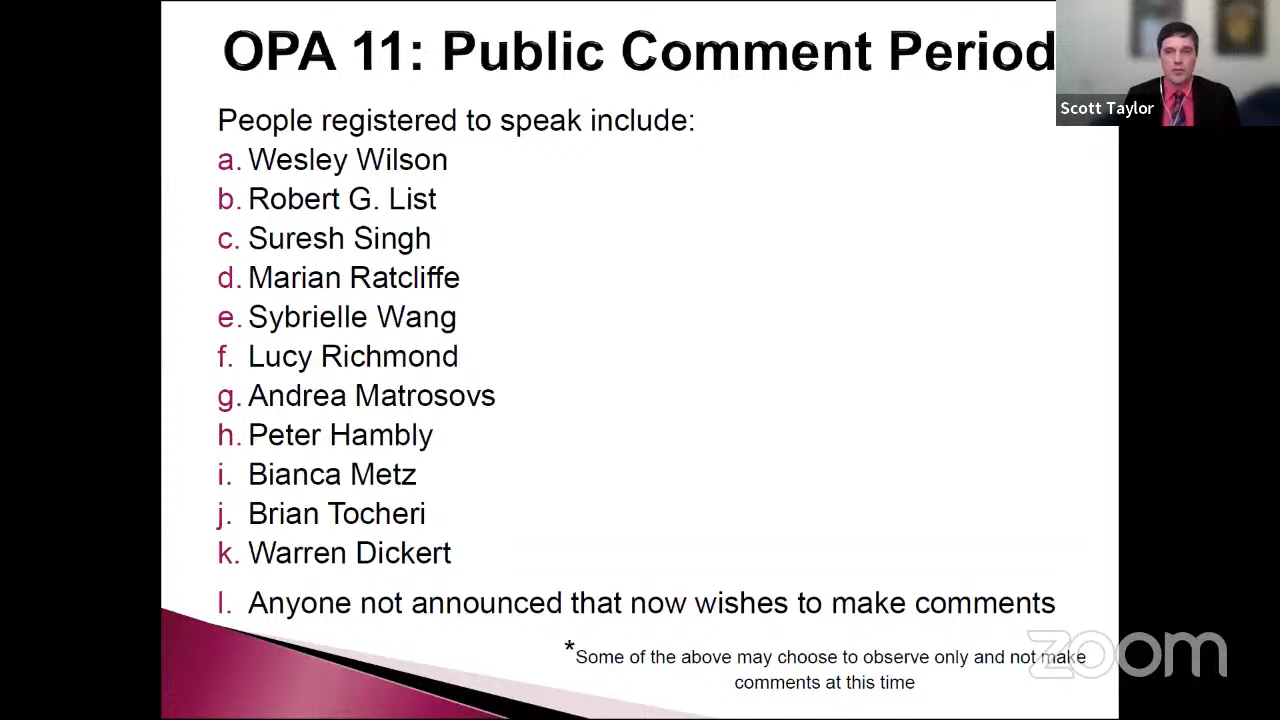 OPA 11: Public Comment Period
Scott Taylor
People registered to speak include:
a. Wesley Wilson
b. Robert G. List
c. Suresh Singh
d. Marian Ratcliffe
e. Sybrielle Wang
f. Lucy Richmond
g. Andrea Matrosovs
h. Peter Hambly
i. Bianca Metz
j. Brian Tocheri
k. Warren Dickert
l. Anyone not announced that now wishes to make comments
*Some of the above may choose to observe only and not make
comments at this time
zoom